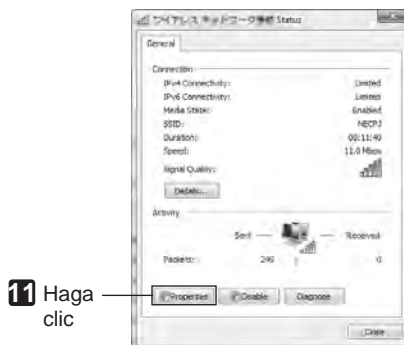 ワイヤレス ネットワーク接続 Status
General
Connection
IPv4 Connectivity: Limited
IPv6 Connectivity: Limited
Media State: Enabled
SSID: NECPJ
Duration: 00:11:40
Speed: 11.0 Mbps
Signal Quality:
Details...
Activity
Sent — — Received
Packets: 0
Properties Disable Diagnose
Close
11 Haga
clic